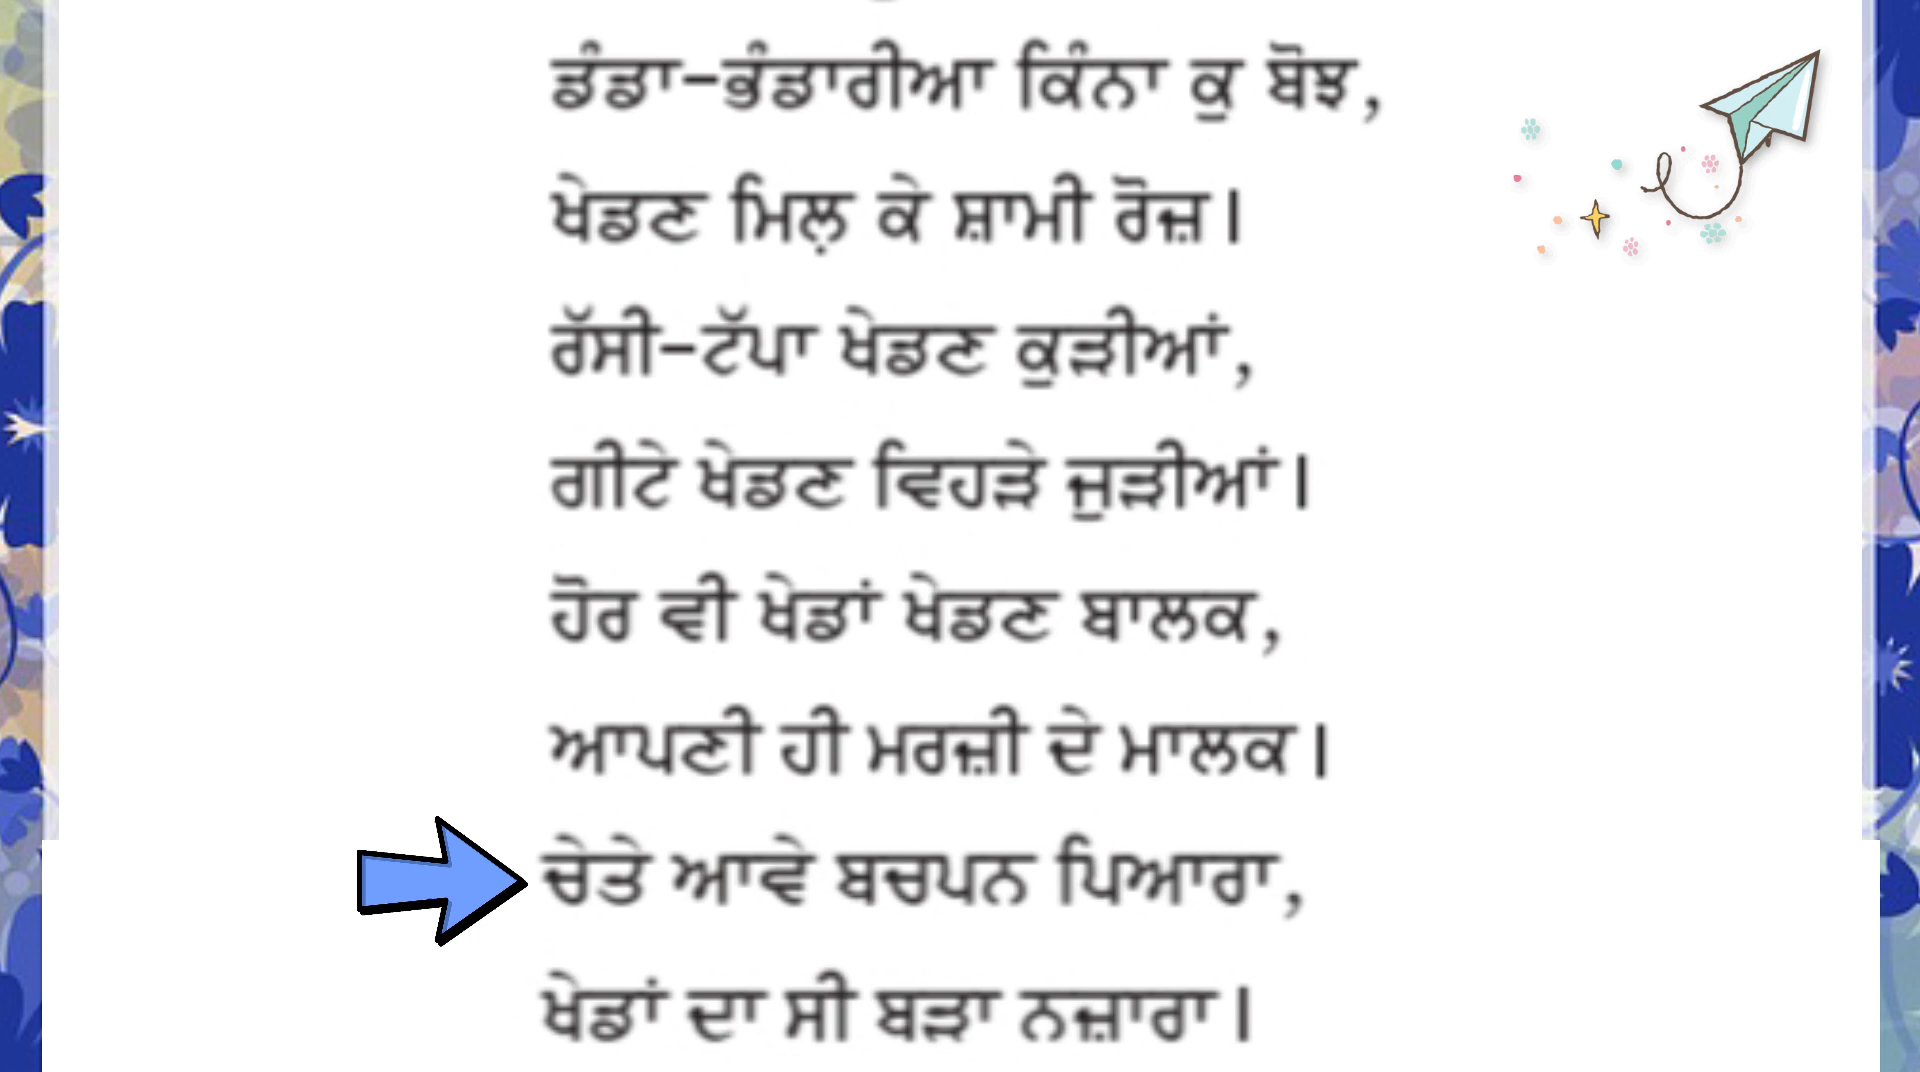 ਡੰਡਾ-ਭੰਡਾਰੀਆ ਕਿੰਨਾ ਕੁ ਬੋਝ,
ਖੇਡਣ ਮਿਲ਼ ਕੇ ਸ਼ਾਮੀ ਰੋਜ਼।
ਰੱਸੀ-ਟੱਪਾ ਖੇਡਣ ਕੁੜੀਆਂ,
ਗੀਟੇ ਖੇਡਣ ਵਿਹੜੇ ਜੁੜੀਆਂ।
ਹੋਰ ਵੀ ਖੇਡਾਂ ਖੇਡਣ ਬਾਲਕ,
ਆਪਣੀ ਹੀ ਮਰਜ਼ੀ ਦੇ ਮਾਲਕ।
ਚੇਤੇ ਆਵੇ ਬਚਪਨ ਪਿਆਰਾ,
ਖੇਡਾਂ ਦਾ ਸੀ ਬੜਾ ਨਜ਼ਾਰਾ।